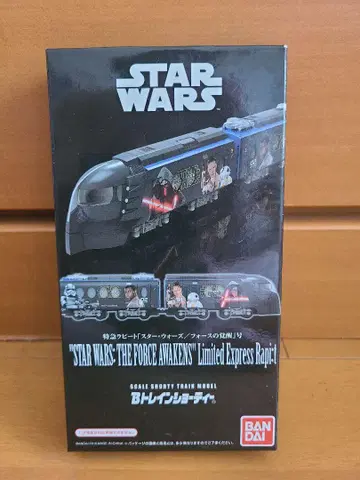 STAR
WARS
特急ラピート「スター・ウォーズ／フォースの覚醒」号
"STAR WARS: THE FORCE AWAKENS" Limited Express Rapi:t
SCALE SHORTY TRAIN MODEL
Bトレインショーティー
BAN
DAI